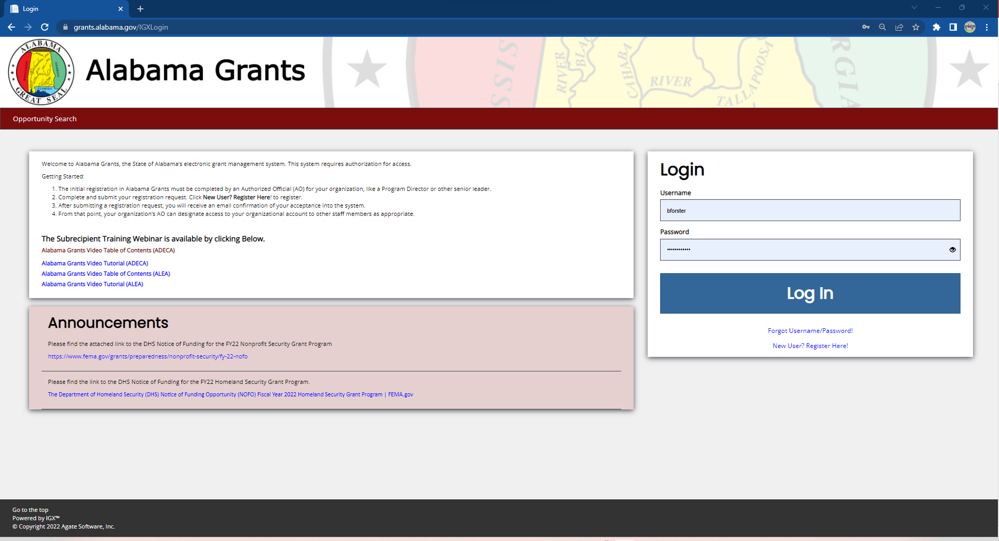 Login
grants.alabama.gov/IGXLogin
ALABAMA
GREAT SEAL
Alabama Grants
SISS
RIVER
BLAC
CAHABA
RIVER
TALLAPOOSA
RGIA
Opportunity Search
Welcome to Alabama Grants, the State of Alabama's electronic grant management system. This system requires authorization for access.
Getting Started:
1. The initial registration in Alabama Grants must be completed by an Authorized Official (AO) for your organization, like a Program Director or other senior leader.
2. Complete and submit your registration request. Click New User? Register Here! to register.
3. After submitting a registration request, you will receive an email confirmation of your acceptance into the system.
4. From that point, your organization's AO can designate access to your organizational account to other staff members as appropriate.
The Subrecipient Training Webinar is available by clicking Below.
Alabama Grants Video Table of Contents (ADECA)
Alabama Grants Video Tutorial (ADECA)
Alabama Grants Video Table of Contents (ALEA)
Alabama Grants Video Tutorial (ALEA)
Announcements
Please find the attached link to the DHS Notice of Funding for the FY22 Nonprofit Security Grant Program
https://www.fema.gov/grants/preparedness/nonprofit-security/fy-22-nofo
Please find the link to the DHS Notice of Funding for the FY22 Homeland Security Grant Program.
The Department of Homeland Security (DHS) Notice of Funding Opportunity (NOFO) Fiscal Year 2022 Homeland Security Grant Program | FEMA.gov
Login
Username
bforster
Password
••••••••••••
Log In
Forgot Username/Password!
New User? Register Here!
Go to the top
Powered by IGX™
© Copyright 2022 Agate Software, Inc.